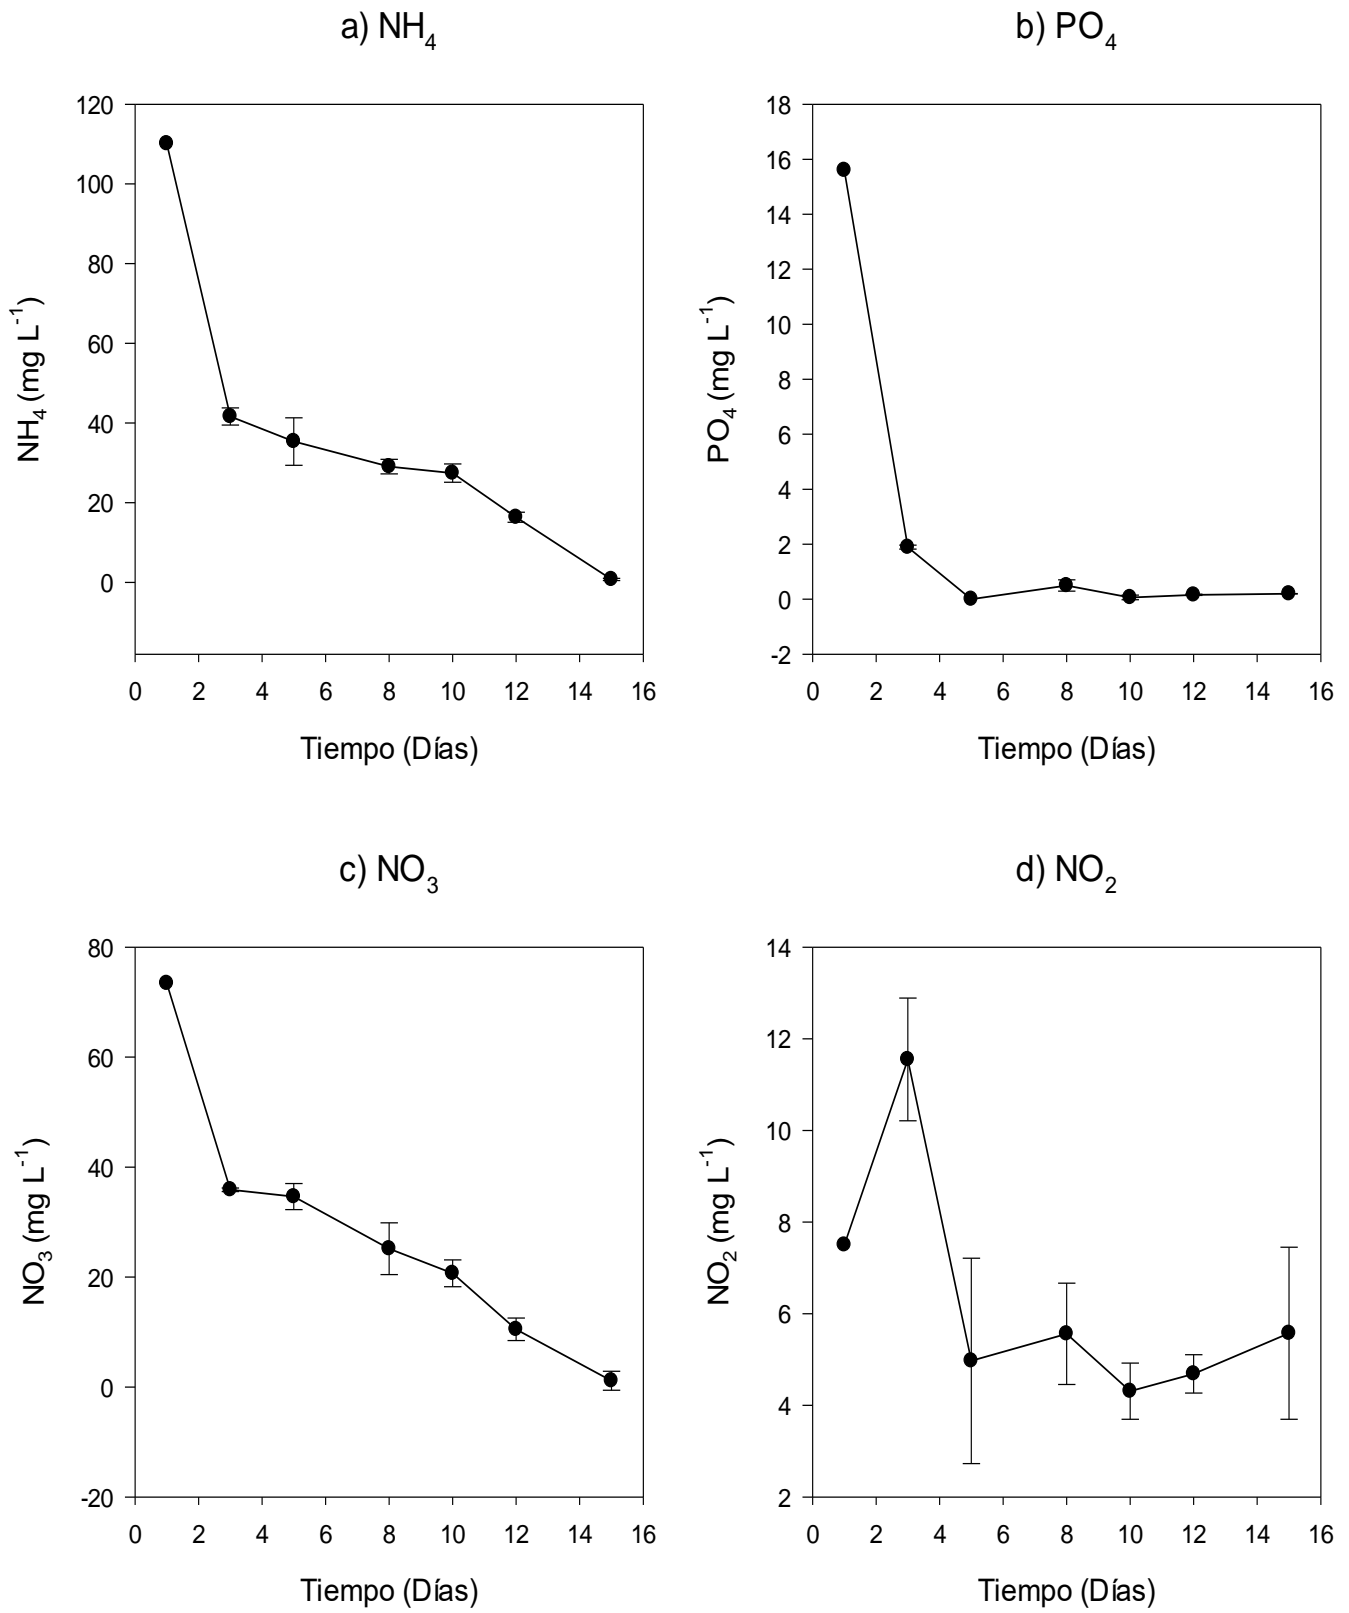 a) NH4
120
100
80
60
40
20
0
NH4 (mg L-1)
0 2 4 6 8 10 12 14 16
Tiempo (Días)
b) PO4
18
16
14
12
10
8
6
4
2
0
-2
PO4 (mg L-1)
0 2 4 6 8 10 12 14 16
Tiempo (Días)
c) NO3
80
60
40
20
0
-20
NO3 (mg L-1)
0 2 4 6 8 10 12 14 16
Tiempo (Días)
d) NO2
14
12
10
8
6
4
2
NO2 (mg L-1)
0 2 4 6 8 10 12 14 16
Tiempo (Días)